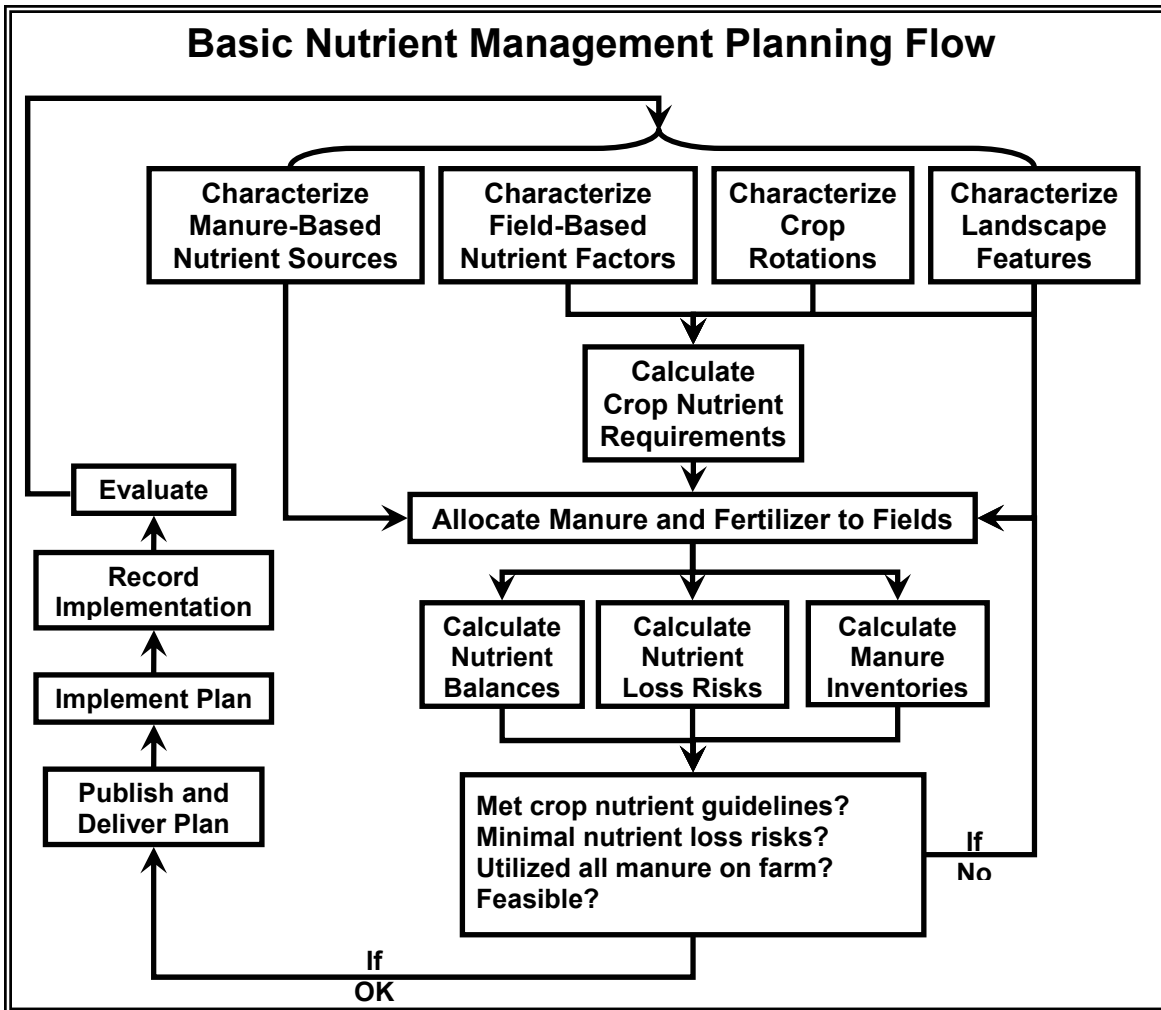 Basic Nutrient Management Planning Flow
Characterize
Manure-Based
Nutrient Sources
Characterize
Field-Based
Nutrient Factors
Characterize
Crop
Rotations
Characterize
Landscape
Features
Calculate
Crop Nutrient
Requirements
Allocate Manure and Fertilizer to Fields
Calculate
Nutrient
Balances
Calculate
Nutrient
Loss Risks
Calculate
Manure
Inventories
Met crop nutrient guidelines?
Minimal nutrient loss risks?
Utilized all manure on farm?
Feasible?
If
No
If
OK
Publish and
Deliver Plan
Implement Plan
Record
Implementation
Evaluate